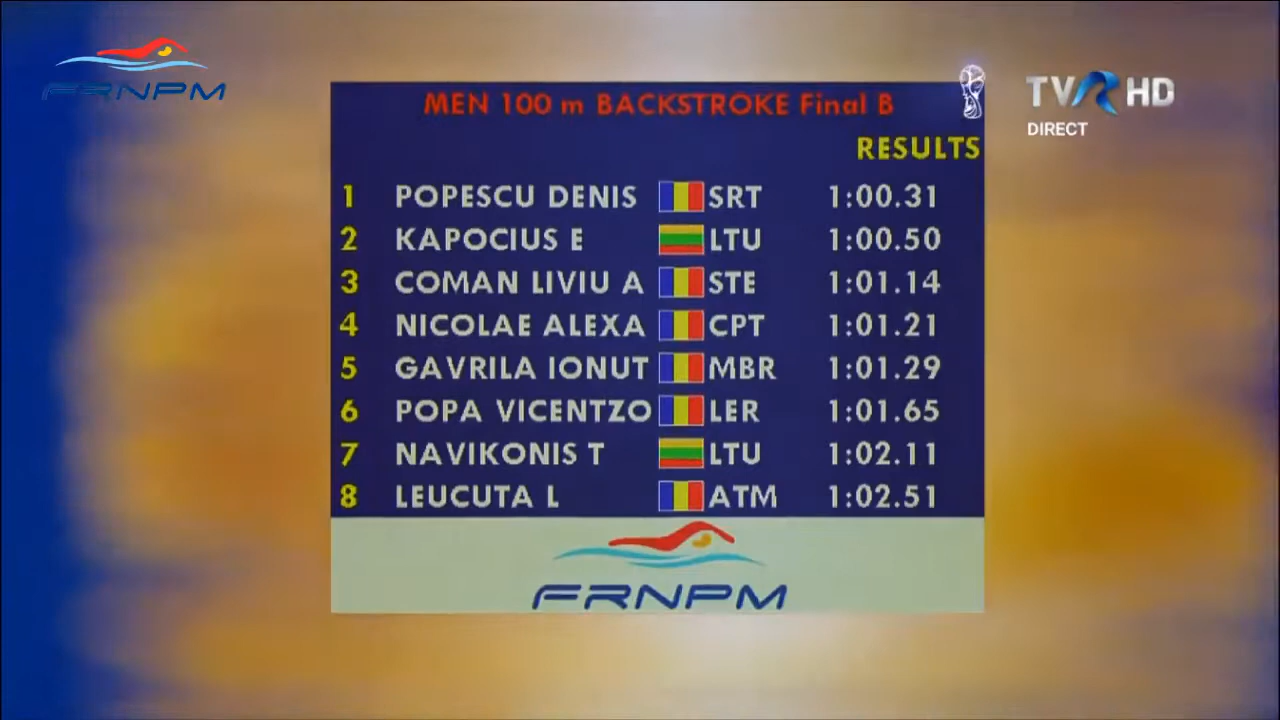 FRNPM
TVR HD
DIRECT
MEN 100 m BACKSTROKE Final B
RESULTS
1 POPESCU DENIS SRT 1:00.31
2 KAPOCIUS E LTU 1:00.50
3 COMAN LIVIU A STE 1:01.14
4 NICOLAE ALEXA CPT 1:01.21
5 GAVRILA IONUT MBR 1:01.29
6 POPA VICENTZO LER 1:01.65
7 NAVIKONIS T LTU 1:02.11
8 LEUCUTA L ATM 1:02.51
FRNPM